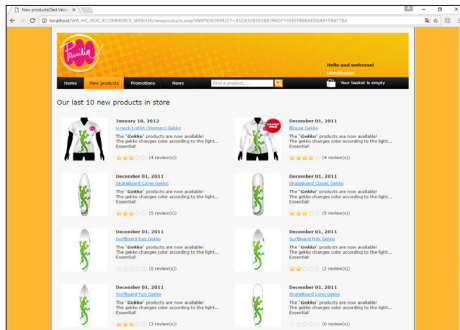 New productsTest Versi
localhost/WB_HC_DOC_ECOMMERCE_WEB/US/newproducts.awp
Hello and welcome!
Identification
Home
New products
Promotions
News
Find a product,...
Your basket is empty
Our last 10 new products in store
January 10, 2012
V-neck t-shirt (Woman) Gekko
The "Gekko" products are now available!
The gekko changes color according to the light...
Essential!
(4 review(s))
December 01, 2011
Blouse Gekko
The "Gekko" products are now available!
The gekko changes color according to the light...
Essential!
(4 review(s))
December 01, 2011
SkateBoard Carve Gekko
The "Gekko" products are now available!
The gekko changes color according to the light...
Essential!
(5 review(s))
December 01, 2011
SkateBoard Classic Gekko
The "Gekko" products are now available!
The gekko changes color according to the light...
Essential!
(5 review(s))
December 01, 2011
SurfBoard Egg Gekko
The "Gekko" products are now available!
The gekko changes color according to the light...
Essential!
(0 review(s))
December 01, 2011
SurfBoard Fish Gekko
The "Gekko" products are now available!
The gekko changes color according to the light...
Essential!
(2 review(s))
December 01, 2011
SurfBoard Fun Gekko
The "Gekko" products are now available!
The gekko changes color according to the light...
Essential!
(3 review(s))
December 01, 2011
SkateBoard Long Gekko
The "Gekko" products are now available!
The gekko changes color according to the light...
Essential!
(0 review(s))